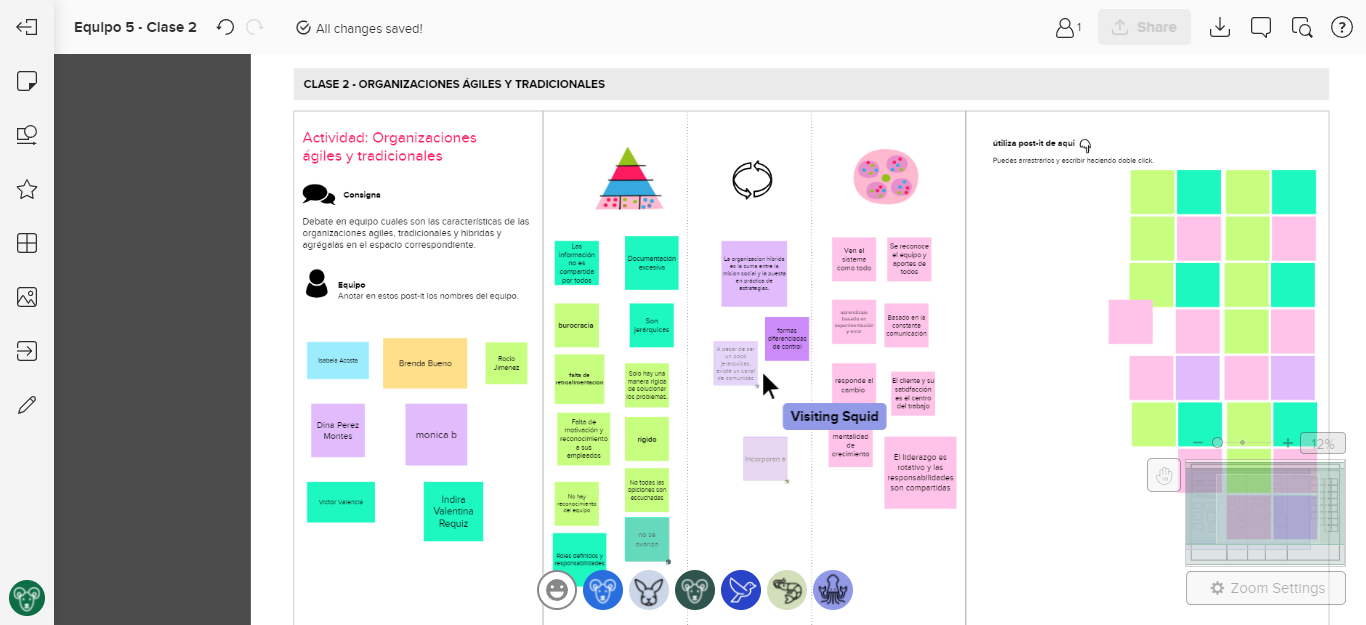 Equipo 5 - Clase 2
All changes saved!
1
Share
?
CLASE 2 - ORGANIZACIONES ÁGILES Y TRADICIONALES
Actividad: Organizaciones
ágiles y tradicionales
Consigna
Debate en equipo cuales son las características de las
organizaciones agiles, tradicionales y hibridas y
agrégalas en el espacio correspondiente.
Equipo
Anotar en estos post-it los nombres del equipo.
Isabela Acosta
Brenda Bueno
Rocio
Jimenez
Dina Perez
Montes
monica b
Victor Valencia
Indira
Valentina
Requiz
Las
información
no es
compartida
por todos
Documentación
excesiva
burocracia
Son
jerárquicas
falta de
retroalimentacion
Solo hay una
manera rigida
de solucioner
los problemas.
Falta de
motivación y
reconocimiento
a sus
empleados
rigido
No hay
reconocimiento
del equipo
No todas las
opiciones son
escuchadas
no se
avanza
Roles definidos y
responsabilidades
La organizacion hibrida
es la suma entre la
mision social y la puesta
en práctica de
estrategias.
formas
diferenciadas
de control
A pesar de ser
un poco
jerarquicas,
existe un canal
de comunicac
incorporan a
Visiting Squid
Ven el
sistema
como todo
Se reconoce
el equipo y
aportes de
todos
aprendizaje
basado en
experimentación
y error
Basado en la
constante
comunicación
responde al
cambio
El cliente y su
satisfacción
es el centro
del trabajo
mentalidad
de
crecimiento
El liderazgo es
rotativo y las
responsabilidades
son compartidas
útiliza post-it de aquí
Puedes arrastrarlos y escribir haciendo doble click.
12%
Zoom Settings